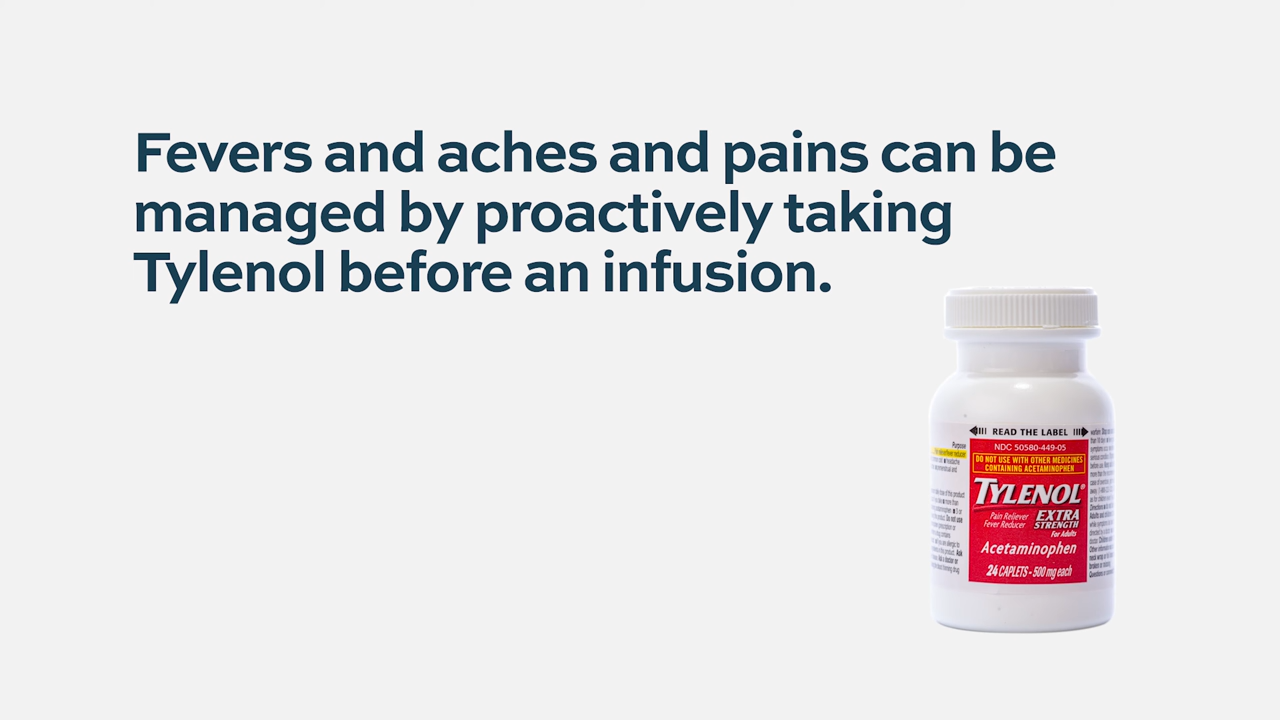 Fevers and aches and pains can be
managed by proactively taking
Tylenol before an infusion.
READ THE LABEL
NDC 50580-449-05
DO NOT USE WITH OTHER MEDICINES
CONTAINING ACETAMINOPHEN
TYLENOL®
Pain Reliever
Fever Reducer
EXTRA
STRENGTH
For Adults
Acetaminophen
24 CAPLETS - 500 mg each
Purpose